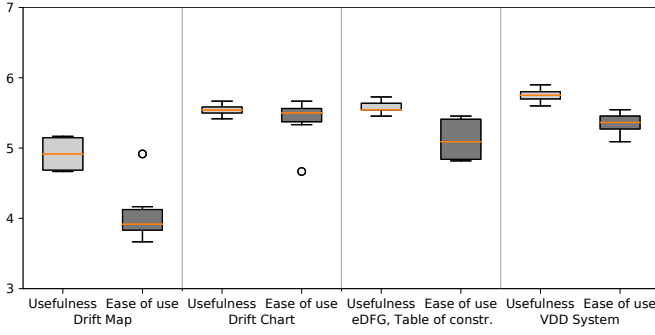 7
6
5
4
3
Usefulness Ease of use Usefulness Ease of use Usefulness Ease of use Usefulness Ease of use
Drift Map Drift Chart eDFG, Table of constr. VDD System